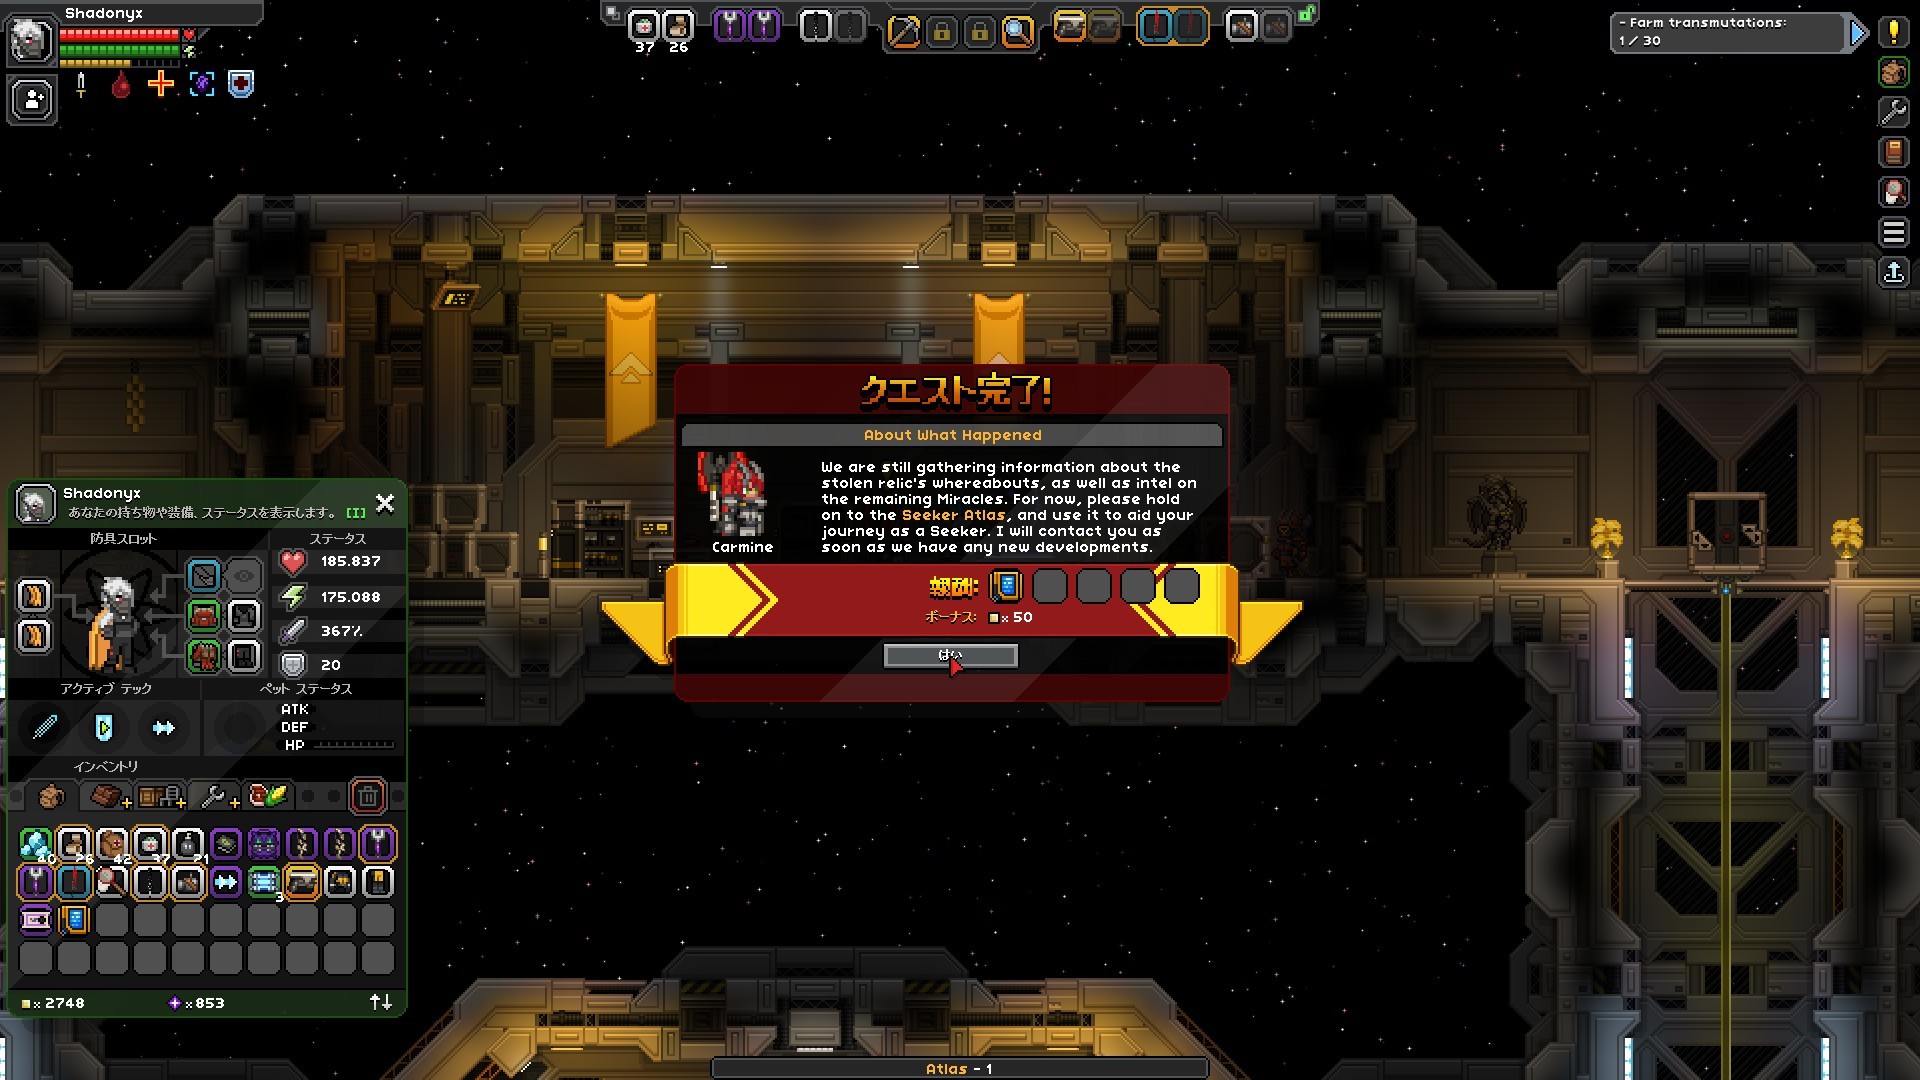 Shadonyx
37
26
- Farm transmutations:
1 / 30
クエスト完了!
About What Happened
We are still gathering information about the
stolen relic's whereabouts, as well as intel on
the remaining Miracles. For now, please hold
on to the Seeker Atlas, and use it to aid your
journey as a Seeker. I will contact you as
soon as we have any new developments.
Carmine
報酬:
ボーナス: x 50
はい
Shadonyx
あなたの持ち物や装備、ステータスを表示します。 [I]
防具スロット
ステータス
185.837
175.088
367%
20
アクティブ テック
ペット ステータス
ATK
DEF
HP
インベントリ
40
26
42
37
21
3
x 2748
x853
Atlas - 1